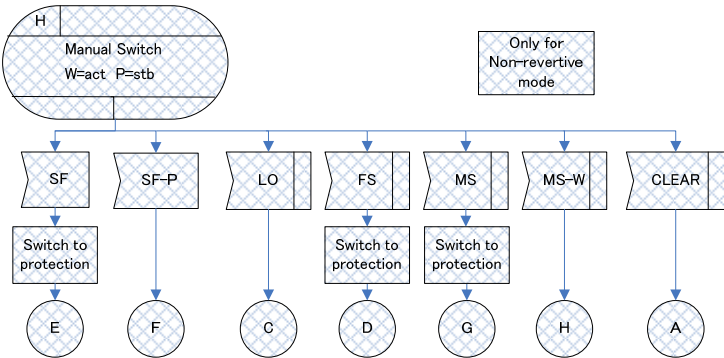 H
Manual Switch
W=act P=stb
Only for
Non-revertive
mode
SF
SF-P
LO
FS
MS
MS-W
CLEAR
Switch to
protection
Switch to
protection
Switch to
protection
E
F
C
D
G
H
A